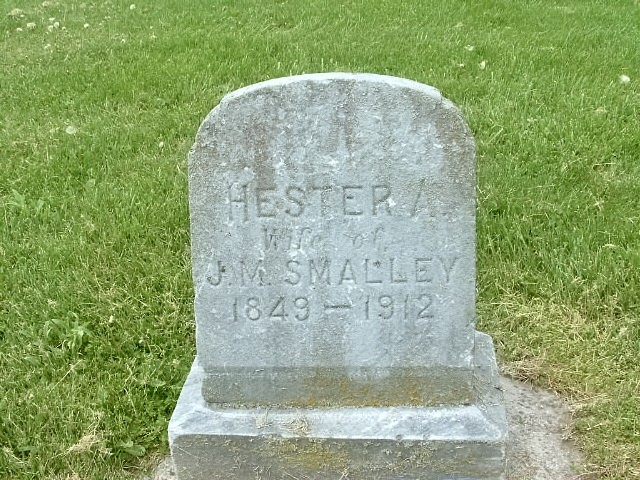 HESTER A.
Wife of
J. M. SMALLEY
1849 — 1912